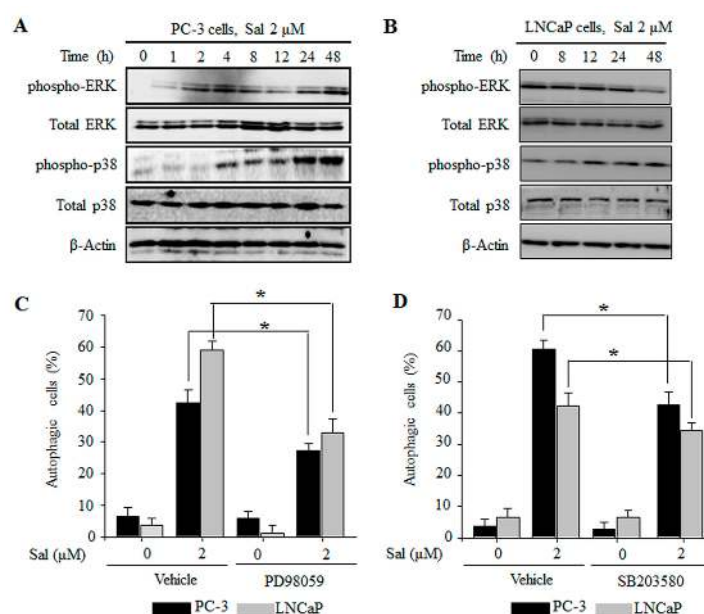 A
PC-3 cells, Sal 2 µM
Time (h) 0 1 2 4 8 12 24 48
phospho-ERK
Total ERK
phospho-p38
Total p38
β-Actin
B
LNCaP cells, Sal 2 µM
Time (h) 0 8 12 24 48
phospho-ERK
Total ERK
phospho-p38
Total p38
β-Actin
C
Autophagic cells (%)
70
60
50
40
30
20
10
0
*
*
Sal (µM) 0 2 0 2
Vehicle PD98059
PC-3 LNCaP
D
Autophagic cells (%)
70
60
50
40
30
20
10
0
*
*
Sal (µM) 0 2 0 2
Vehicle SB203580
PC-3 LNCaP